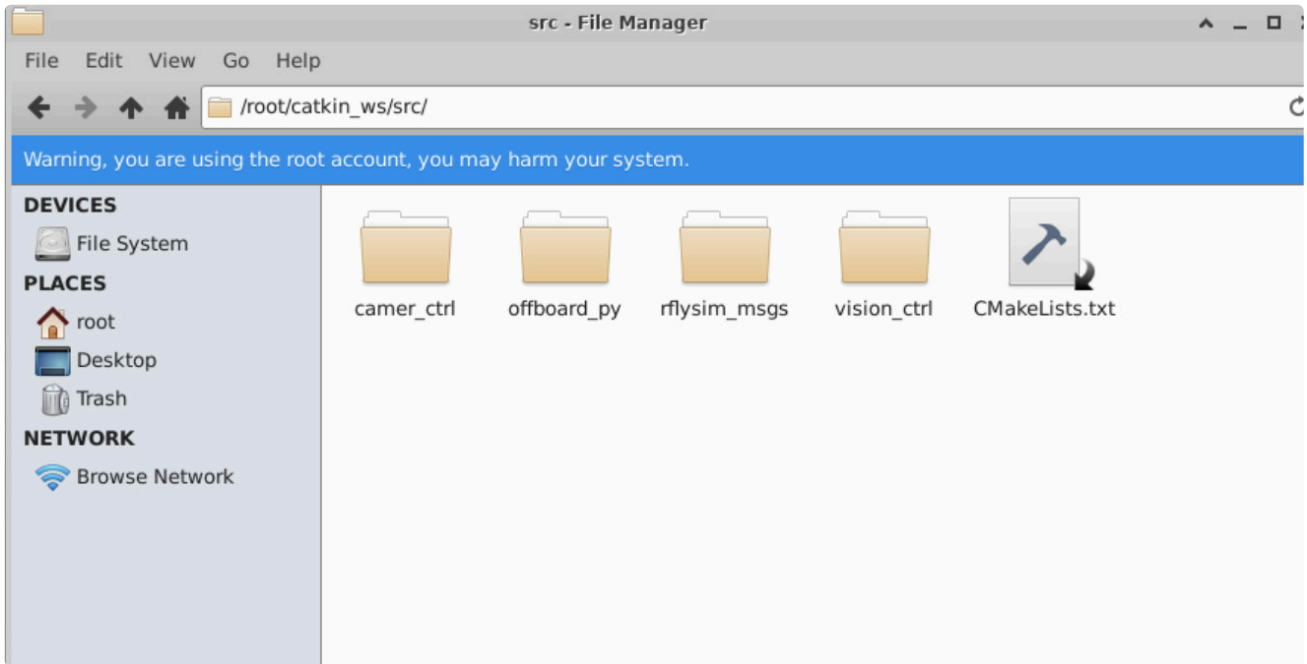 src - File Manager
File Edit View Go Help
/root/catkin_ws/src/
Warning, you are using the root account, you may harm your system.
DEVICES
File System
PLACES
root
Desktop
Trash
NETWORK
Browse Network
camer_ctrl offboard_py rflysim_msgs vision_ctrl CMakeLists.txt